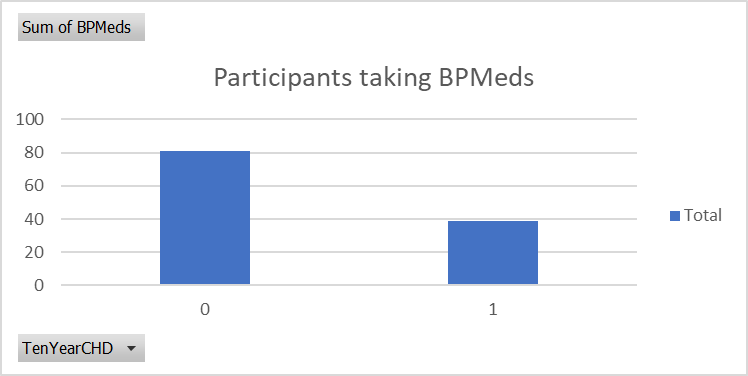 Sum of BPMeds
Participants taking BPMeds
100
80
60
40
20
0
0 1
Total
TenYearCHD